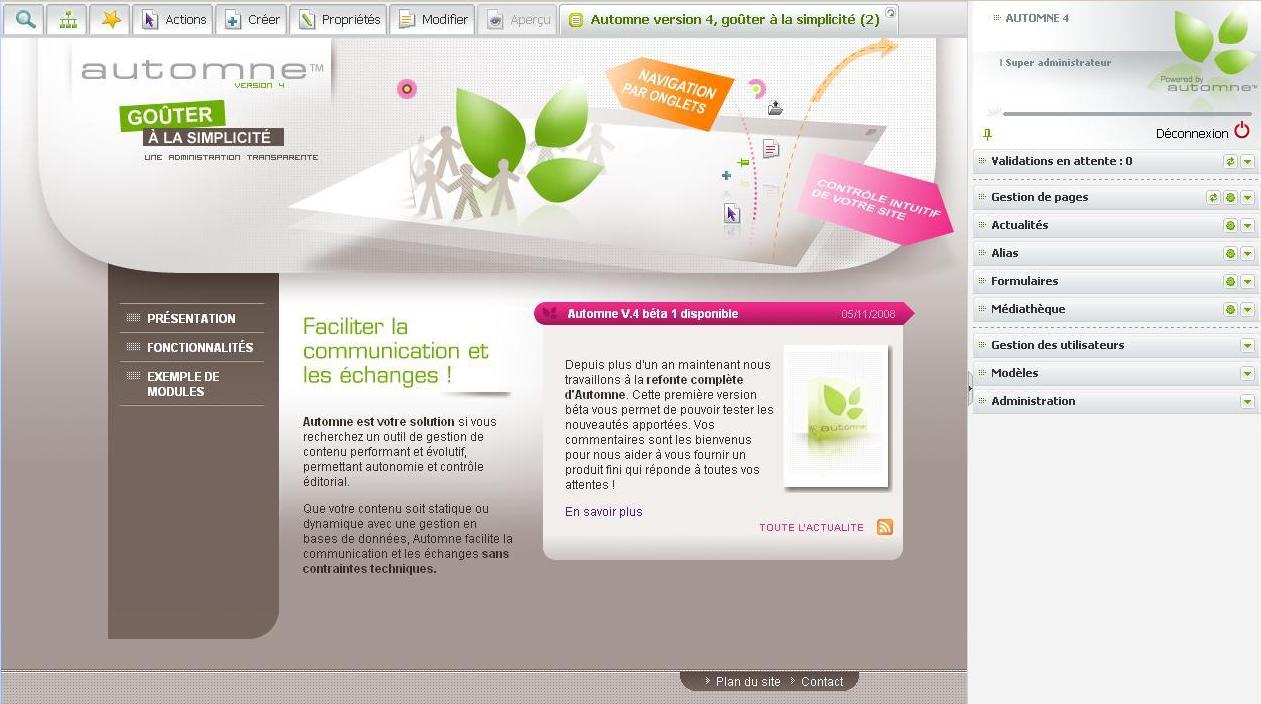 Actions
Créer
Propriétés
Modifier
Aperçu
Automne version 4, goûter à la simplicité (2)
automne™
VERSION 4
GOÛTER
À LA SIMPLICITÉ
UNE ADMINISTRATION TRANSPARENTE
NAVIGATION
PAR ONGLETS
CONTRÔLE INTUITIF
DE VOTRE SITE
PRÉSENTATION
FONCTIONNALITÉS
EXEMPLE DE
MODULES
Faciliter la
communication et
les échanges !
Automne est votre solution si vous
recherchez un outil de gestion de
contenu performant et évolutif,
permettant autonomie et contrôle
éditorial.
Que votre contenu soit statique ou
dynamique avec une gestion en
bases de données, Automne facilite la
communication et les échanges sans
contraintes techniques.
Automne V.4 béta 1 disponible
05/11/2008
Depuis plus d'un an maintenant nous
travaillons à la refonte complète
d'Automne. Cette première version
béta vous permet de pouvoir tester les
nouveautés apportées. Vos
commentaires sont les bienvenus
pour nous aider à vous fournir un
produit fini qui réponde à toutes vos
attentes !
automne
En savoir plus
TOUTE L'ACTUALITE
Plan du site
Contact
AUTOMNE 4
Super administrateur
Powered by
automne™
Déconnexion
Validations en attente : 0
Gestion de pages
Actualités
Alias
Formulaires
Médiathèque
Gestion des utilisateurs
Modèles
Administration